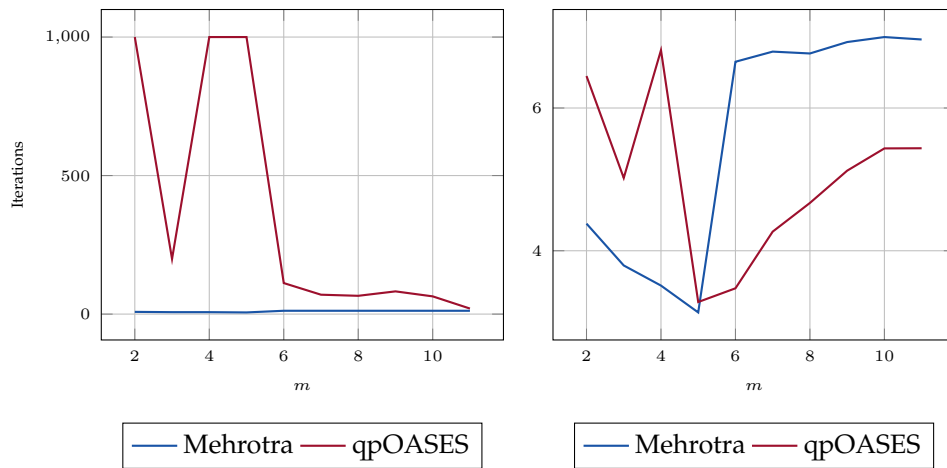 1,000
500
0
Iterations
2 4 6 8 10
m
Mehrotra qpOASES
6
4
2 4 6 8 10
m
Mehrotra qpOASES